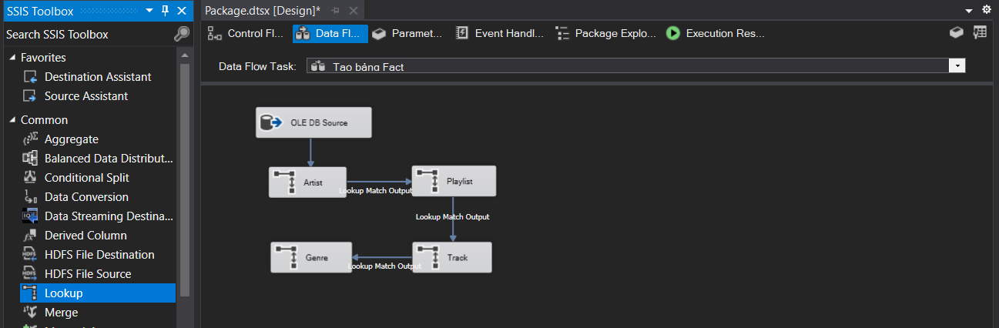 SSIS Toolbox
Package.dtsx [Design]*
Search SSIS Toolbox
Control Fl...
Data Fl...
Paramet...
Event Handl...
Package Explo...
Execution Res...
Favorites
Destination Assistant
Source Assistant
Common
Aggregate
Balanced Data Distribut...
Conditional Split
Data Conversion
Data Streaming Destina...
Derived Column
HDFS File Destination
HDFS File Source
Lookup
Merge
Data Flow Task:
Tạo bảng Fact
OLE DB Source
Artist
Lookup Match Output
Playlist
Lookup Match Output
Genre
Lookup Match Output
Track